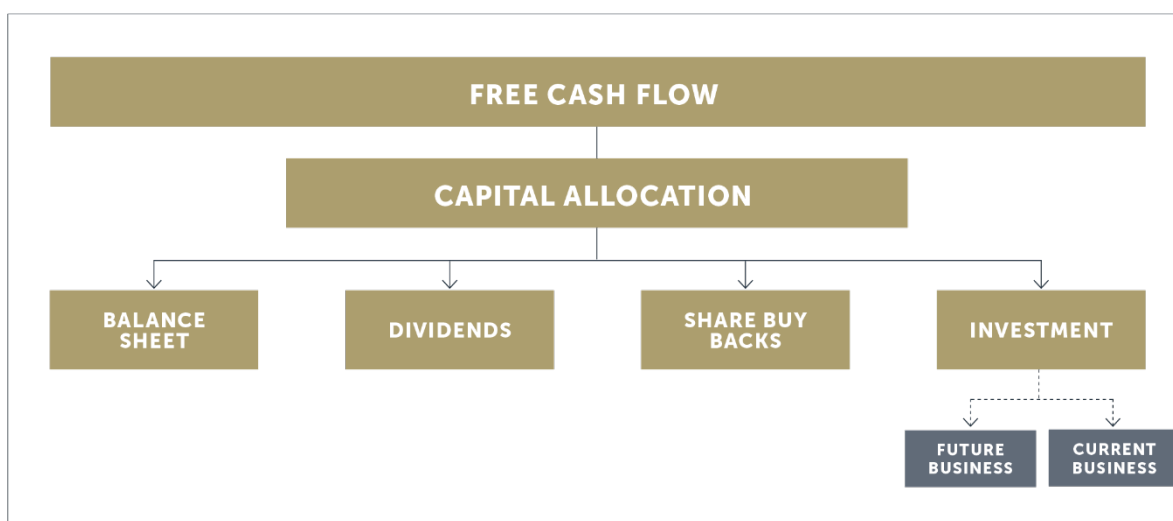 FREE CASH FLOW
CAPITAL ALLOCATION
BALANCE
SHEET
DIVIDENDS
SHARE BUY
BACKS
INVESTMENT
FUTURE
BUSINESS
CURRENT
BUSINESS